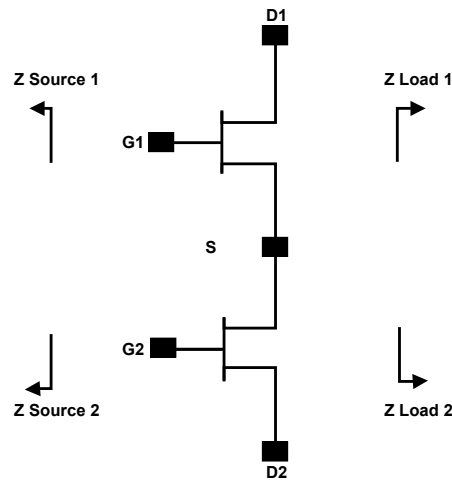 D1
Z Source 1
Z Load 1
G1
S
G2
Z Source 2
Z Load 2
D2